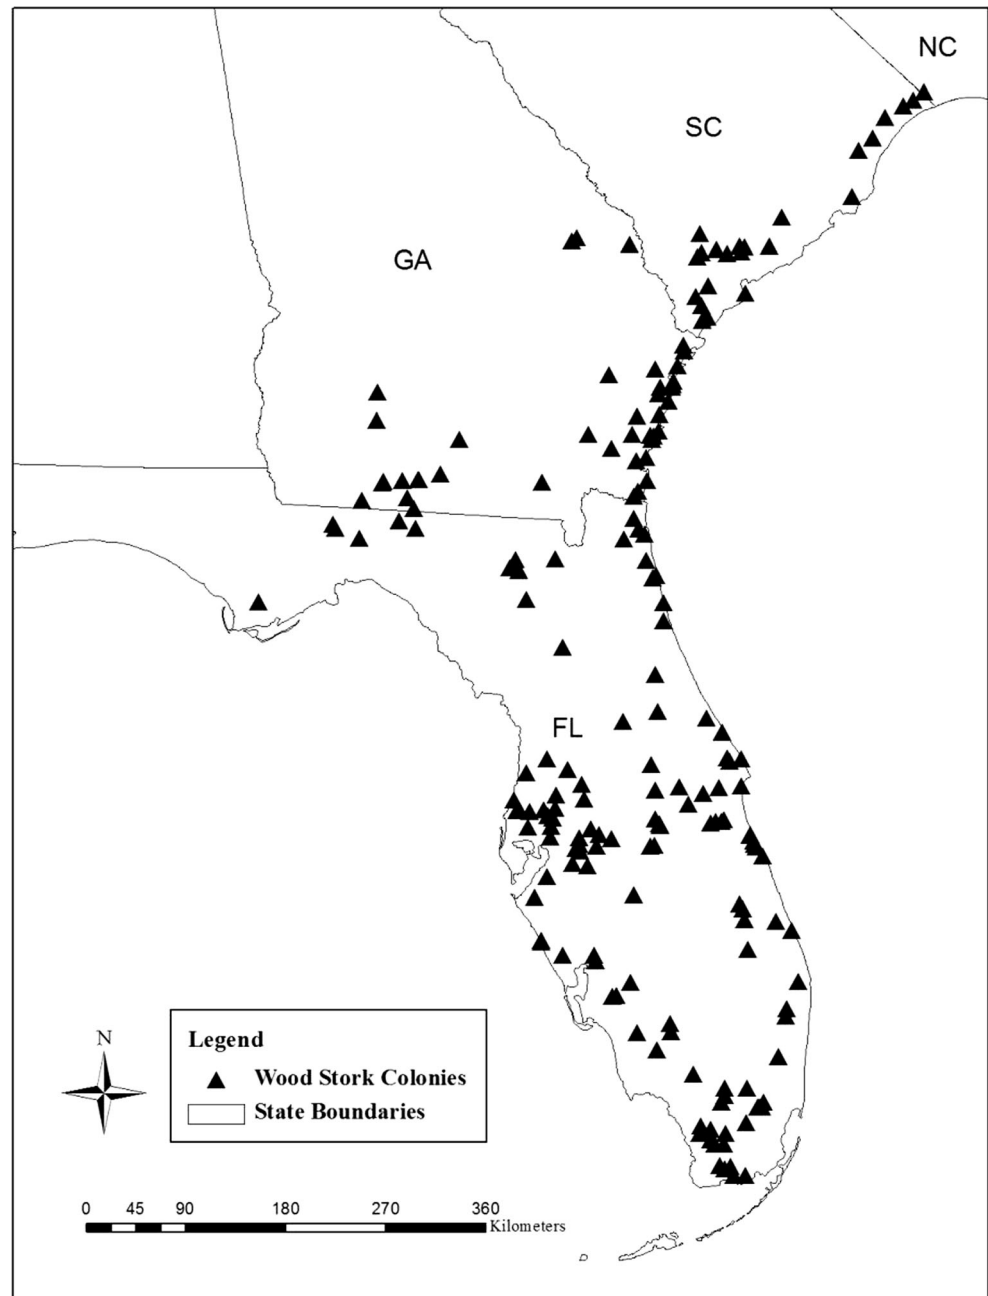 NC
SC
GA
FL
N
Legend
Wood Stork Colonies
State Boundaries
0 45 90 180 270 360
Kilometers